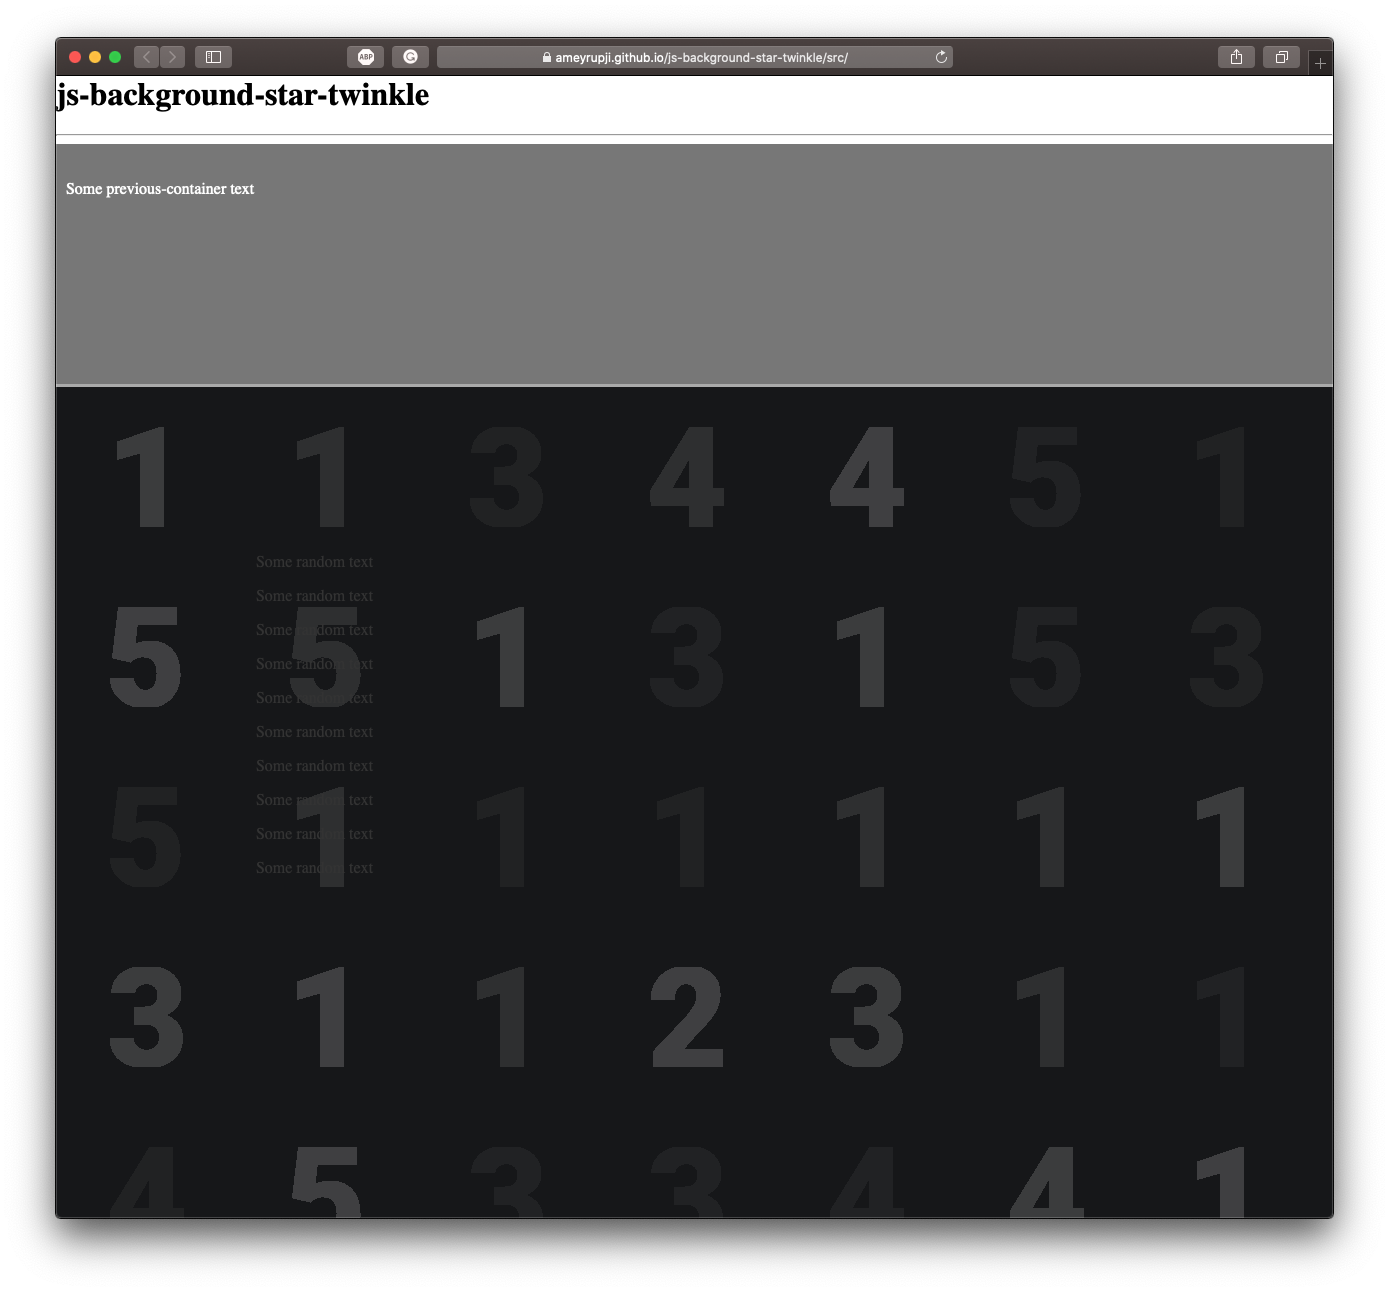 ABP
G
ameyrupji.github.io/js-background-star-twinkle/src/
js-background-star-twinkle
Some previous-container text
1 1 3 4 4 5 1
Some random text
Some random text
5 5 1 3 1 5 3
Some random text
Some random text
Some random text
Some random text
Some random text
5 1 1 1 1 1 1
Some random text
Some random text
Some random text
3 1 1 2 3 1 1
4 5 3 3 4 4 1